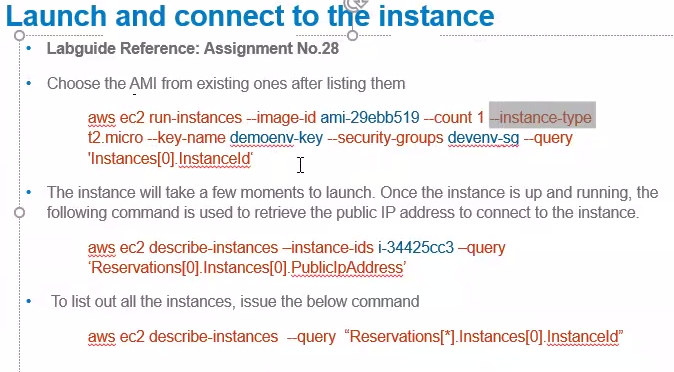 Launch and connect to the instance
• Labguide Reference: Assignment No.28
• Choose the AMI from existing ones after listing them
aws ec2 run-instances --image-id ami-29ebb519 --count 1 --instance-type
t2.micro --key-name demoenv-key --security-groups devenv-sg --query
'Instances[0].InstanceId‘
• The instance will take a few moments to launch. Once the instance is up and running, the
following command is used to retrieve the public IP address to connect to the instance.
aws ec2 describe-instances –instance-ids i-34425cc3 –query
‘Reservations[0].Instances[0].PublicIpAddress’
• To list out all the instances, issue the below command
aws ec2 describe-instances --query “Reservations[*].Instances[0].InstanceId”